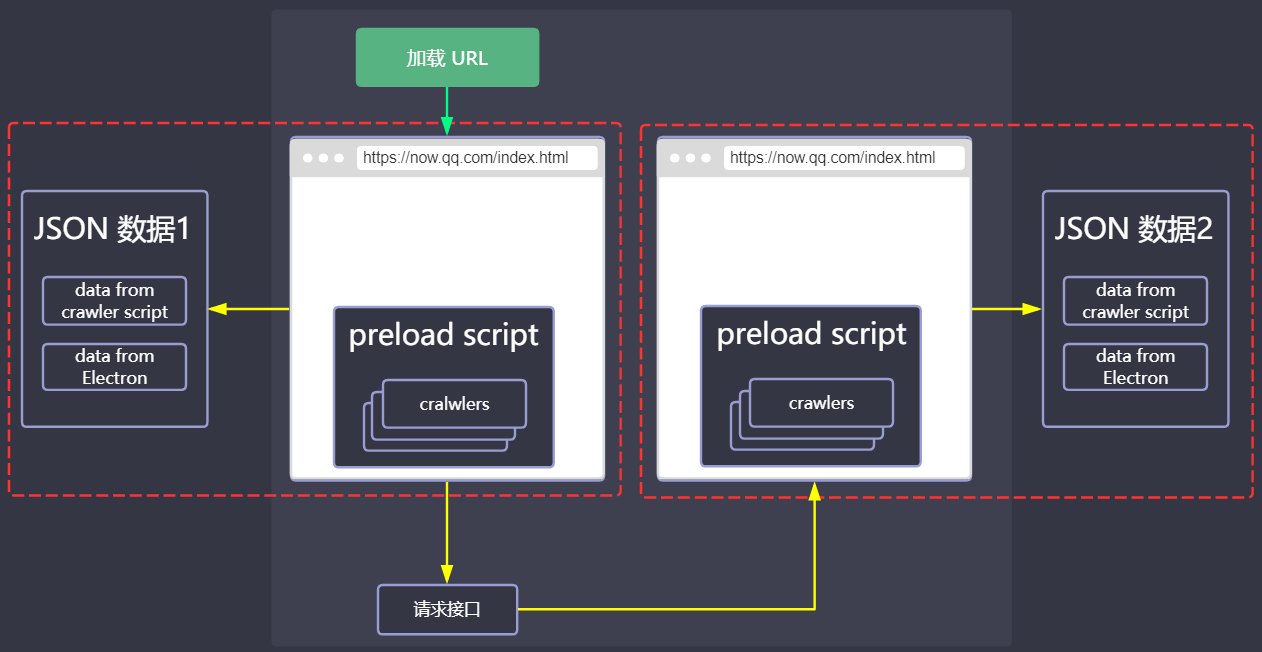 加载 URL
https://now.qq.com/index.html
JSON 数据1
data from
crawler script
data from
Electron
preload script
cralwlers
https://now.qq.com/index.html
preload script
crawlers
JSON 数据2
data from
crawler script
data from
Electron
请求接口